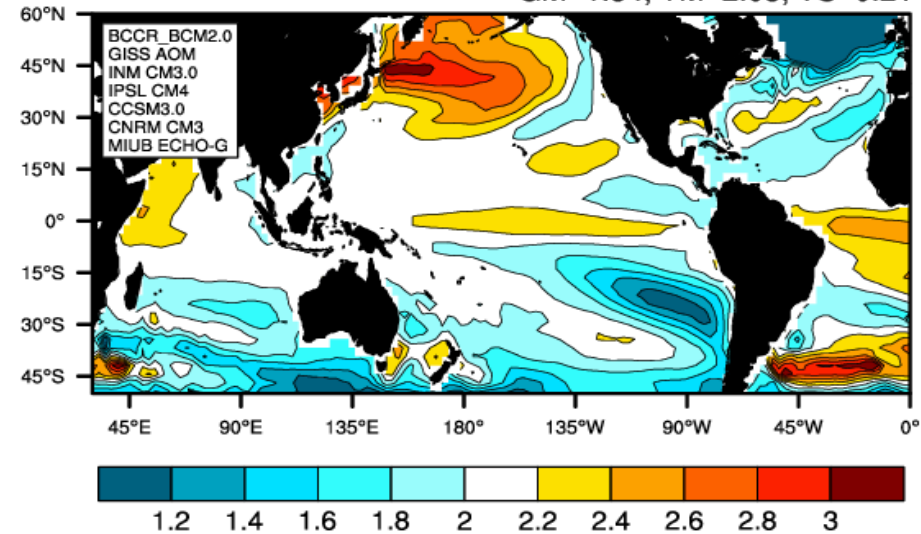 60°N
45°N
30°N
15°N
0°
15°S
30°S
45°S
BCCR_BCM2.0
GISS AOM
INM CM3.0
IPSL CM4
CCSM3.0
CNRM CM3
MIUB ECHO-G
45°E 90°E 135°E 180° 135°W 90°W 45°W 0°
1.2 1.4 1.6 1.8 2 2.2 2.4 2.6 2.8 3